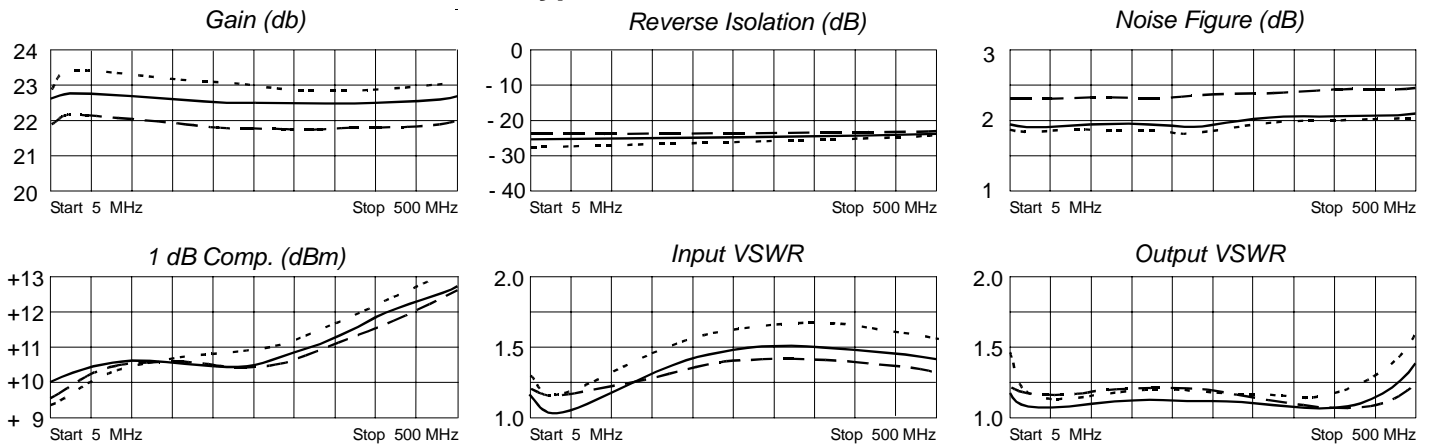 Gain (db)
24
23
22
21
20
Start 5 MHz
Stop 500 MHz
Reverse Isolation (dB)
0
- 10
- 20
- 30
- 40
Start 5 MHz
Stop 500 MHz
Noise Figure (dB)
3
2
1
Start 5 MHz
Stop 500 MHz
1 dB Comp. (dBm)
+13
+12
+11
+10
+ 9
Start 5 MHz
Stop 500 MHz
Input VSWR
2.0
1.5
1.0
Start 5 MHz
Stop 500 MHz
Output VSWR
2.0
1.5
1.0
Start 5 MHz
Stop 500 MHz